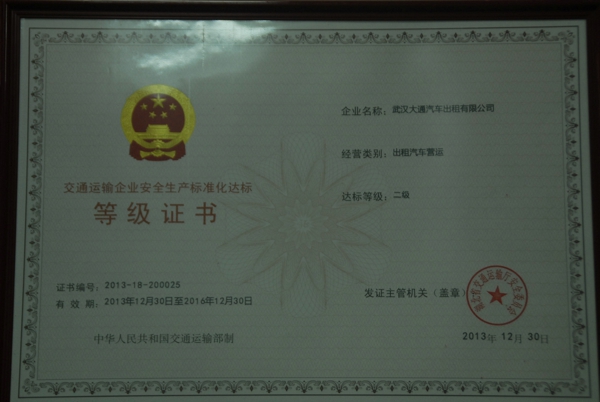 交通运输企业安全生产标准化达标
等级证书
证书编号：2013-18-200025
有 效 期：2013年12月30日至2016年12月30日
中华人民共和国交通运输部制
企业名称：武汉大通汽车出租有限公司
经营类别：出租汽车营运
达标等级：二级
发证主管机关（盖章）
2013年 12月 30日